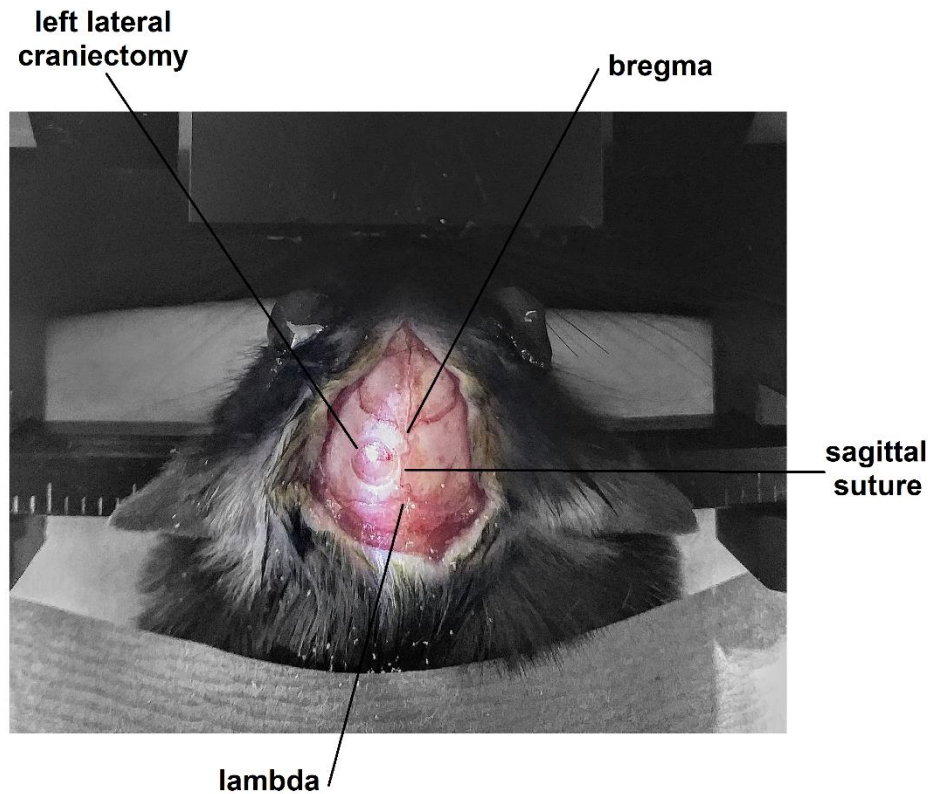 left lateral
craniectomy
bregma
sagittal
suture
lambda